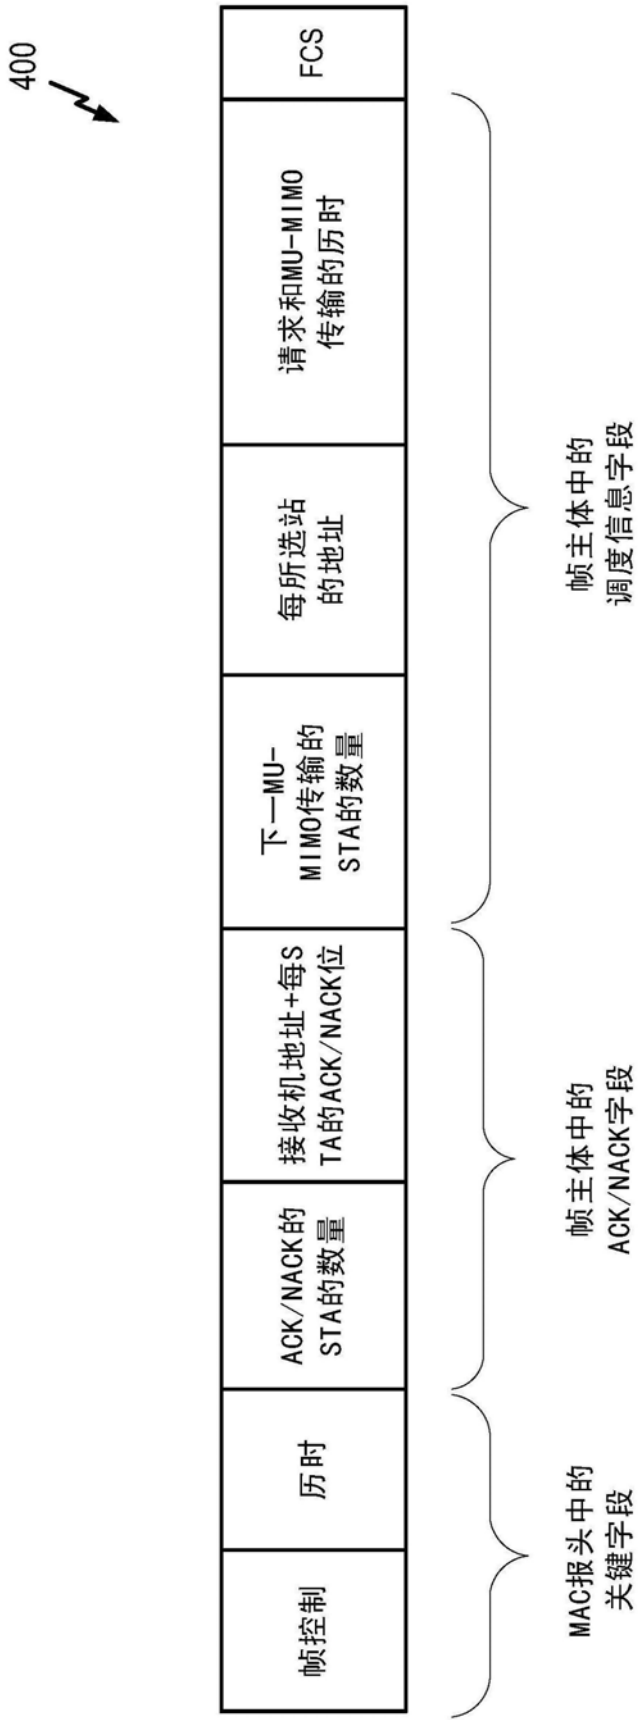 400
帧控制
历时
ACK/NACK的
STA的数量
接收机地址+每S
TA的ACK/NACK位
下一MU-
MIMO传输的
STA的数量
每所选站
的地址
请求和MU-MIMO
传输的历时
FCS
MAC报头中的
关键字段
帧主体中的
ACK/NACK字段
帧主体中的
调度信息字段